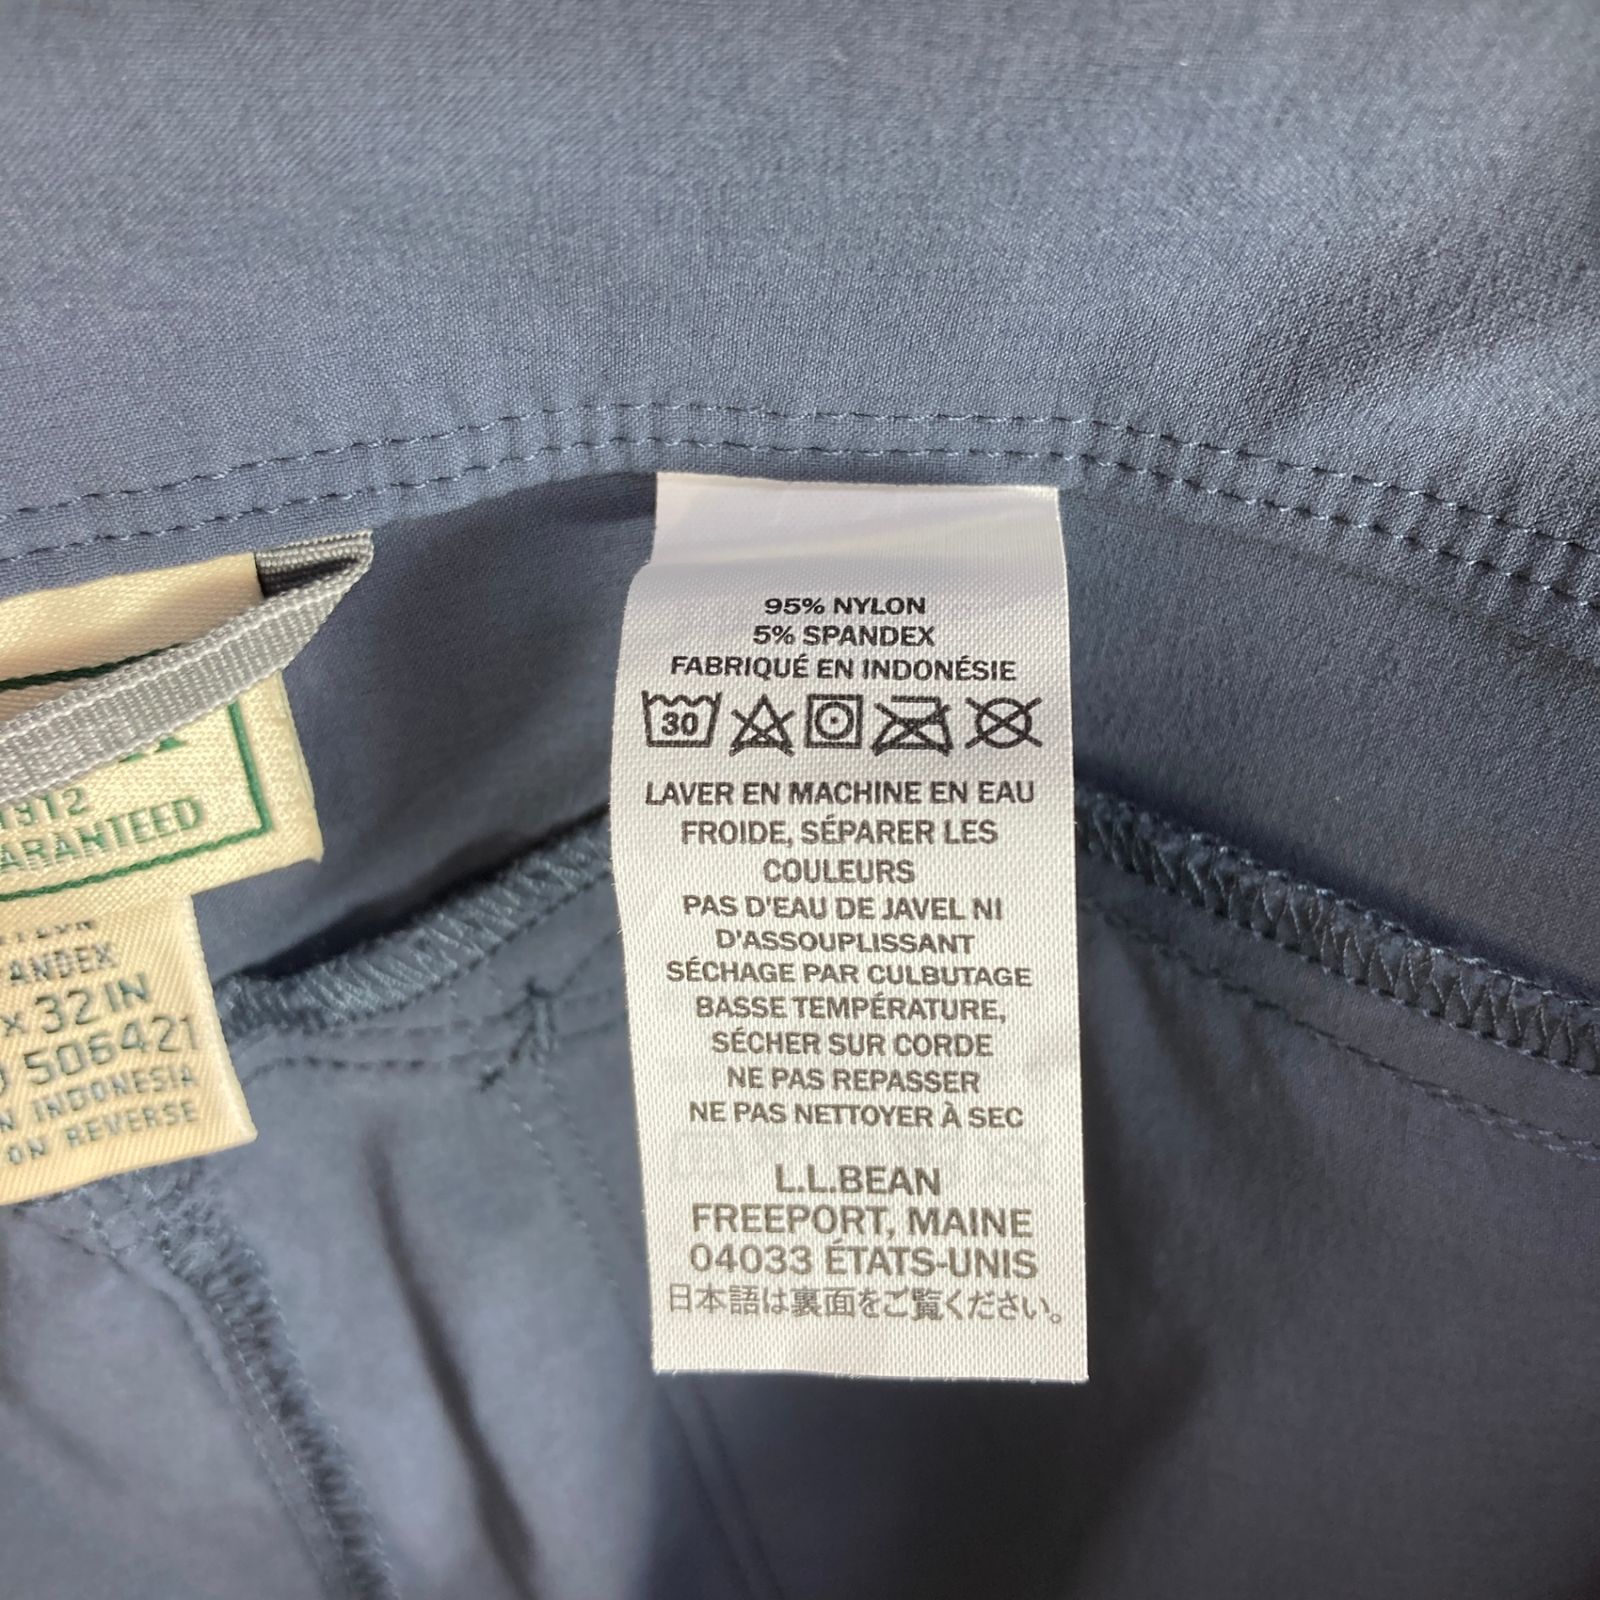 1912
95% NYLON
5% SPANDEX
FABRIQUÉ EN INDONÉSIE
30
LAVER EN MACHINE EN EAU
FROIDE, SÉPARER LES
COULEURS
PAS D'EAU DE JAVEL NI
D'ASSOUPLISSANT
SÉCHAGE PAR CULBUTAGE
BASSE TEMPÉRATURE,
SÉCHER SUR CORDE
NE PAS REPASSER
NE PAS NETTOYER À SEC
L.L.BEAN
FREEPORT, MAINE
04033 ÉTATS-UNIS
日本語は裏面をご覧ください。
x 32 IN
506421
INDONESIA
ON REVERSE